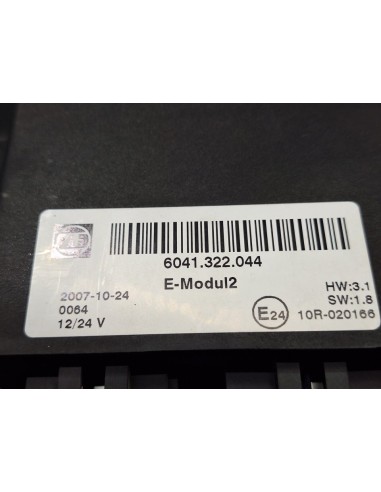 6041.322.044
E-Modul2
2007-10-24
0064
12/24 V
HW:3.1
SW:1.8
E24
10R-020166